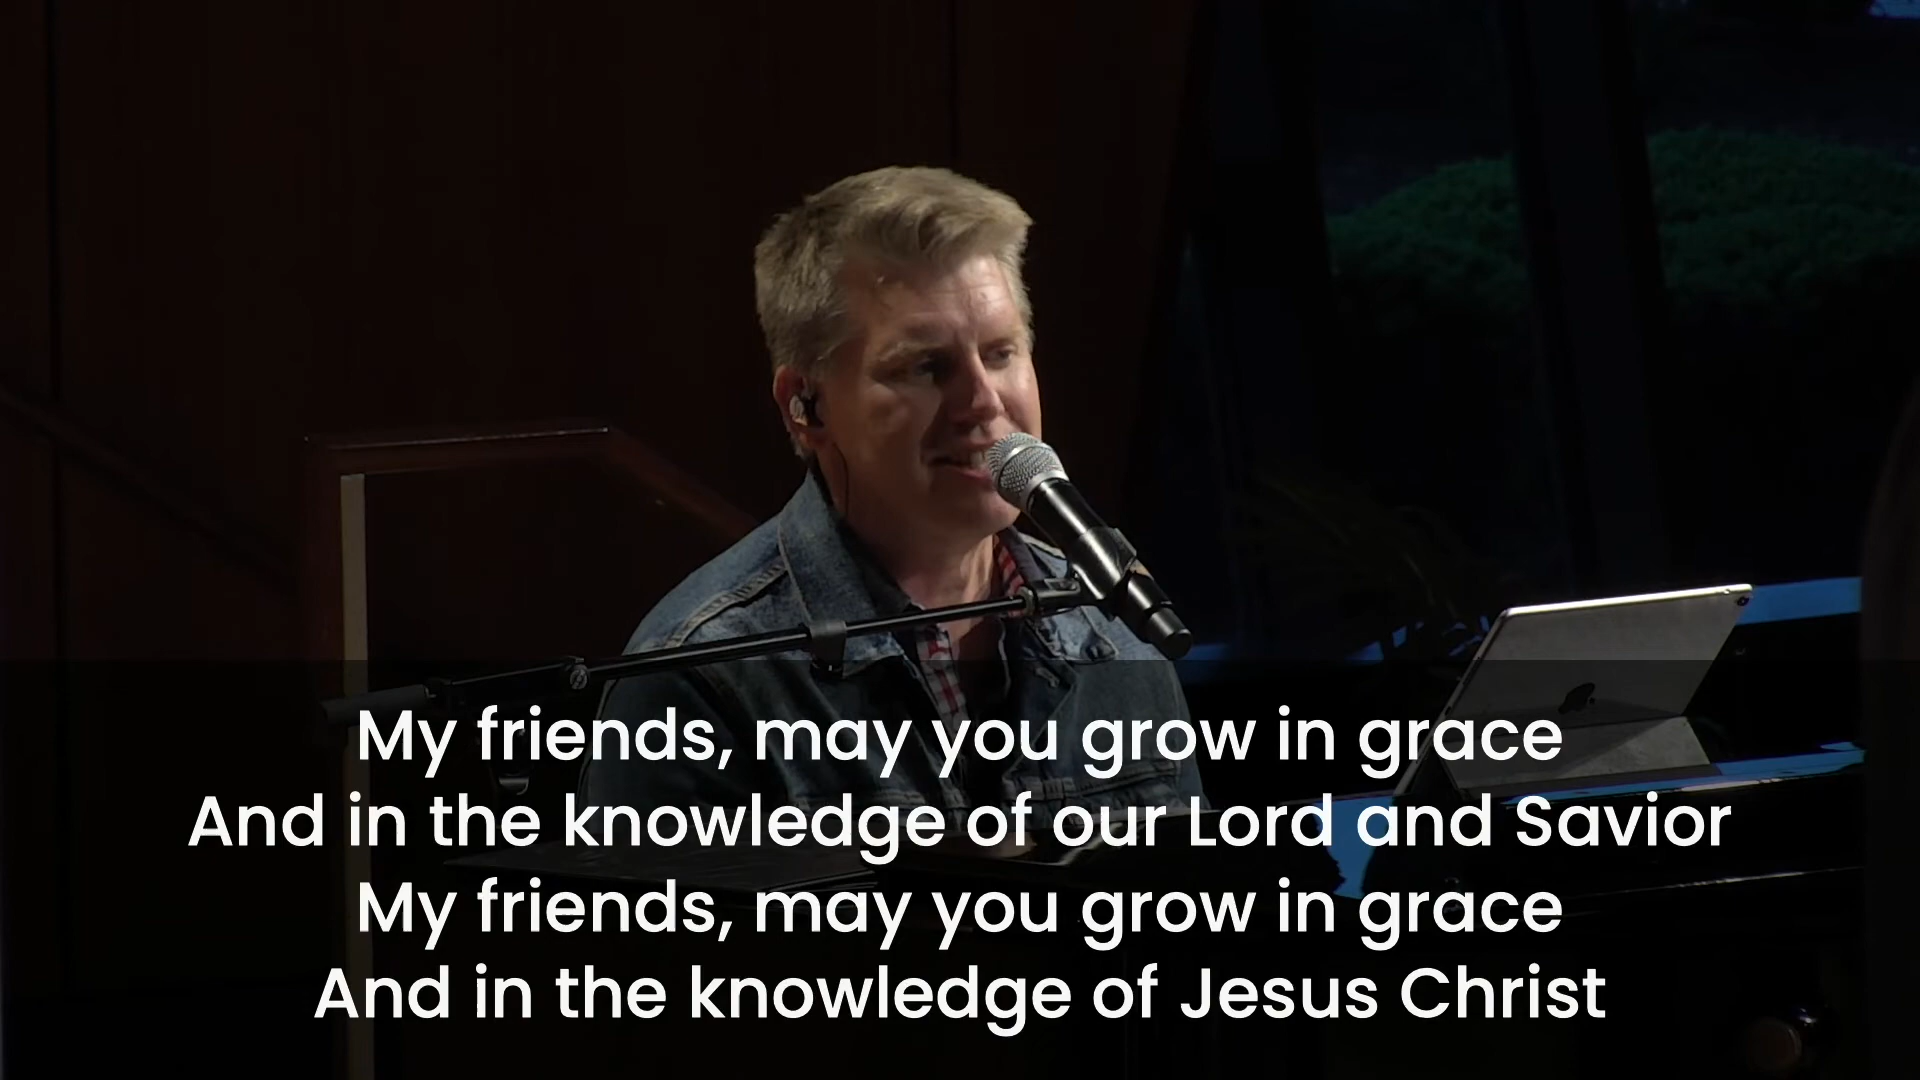 My friends, may you grow in grace
And in the knowledge of our Lord and Savior
My friends, may you grow in grace
And in the knowledge of Jesus Christ